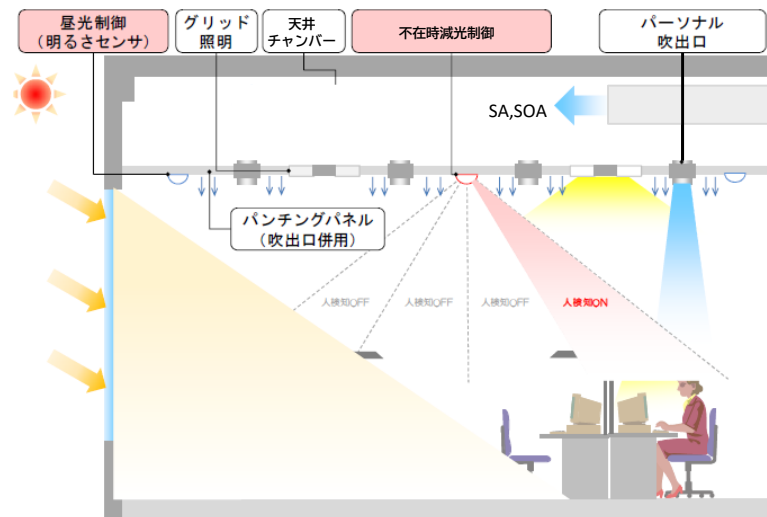 昼光制御
(明るさセンサ)
グリッド
照明
天井
チャンバー
不在時減光制御
パーソナル
吹出口
SA,SOA
パンチングパネル
(吹出口併用)
人検知OFF
人検知OFF
人検知OFF
人検知ON